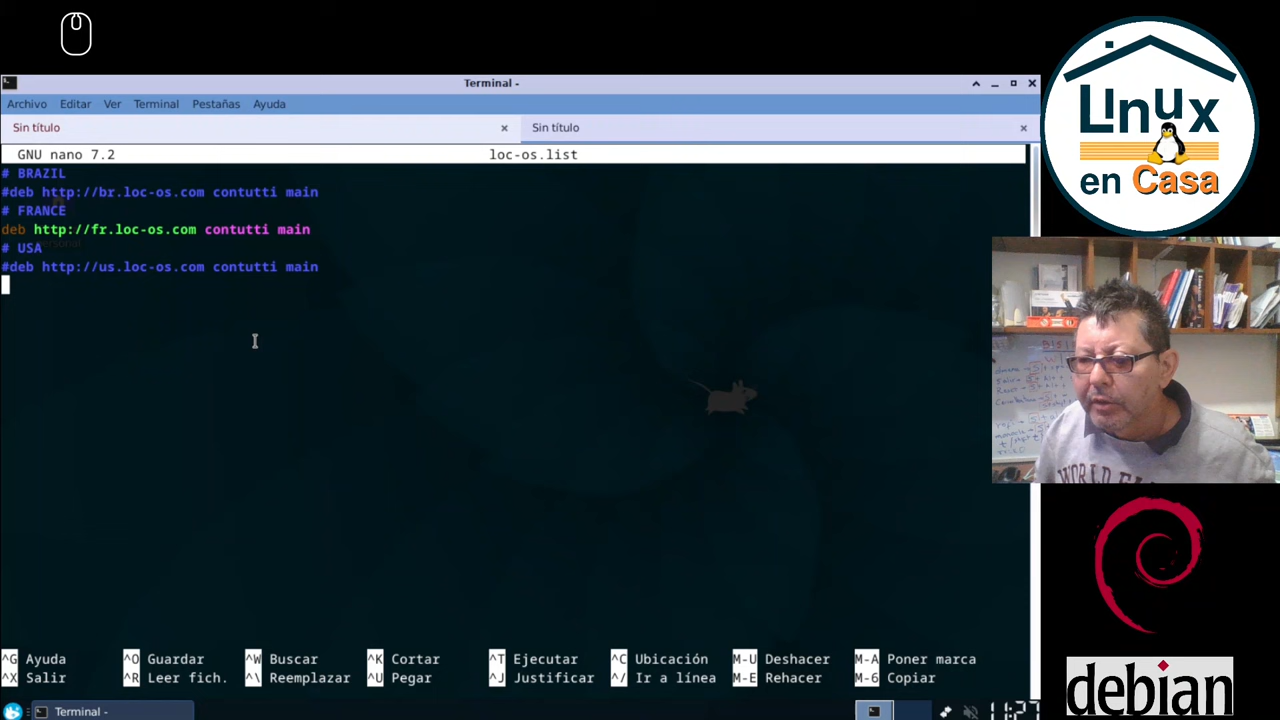 Terminal -
Archivo Editar Ver Terminal Pestañas Ayuda
Sin título
Sin título
GNU nano 7.2 loc-os.list
# BRAZIL
#deb http://br.loc-os.com contutti main
# FRANCE
deb http://fr.loc-os.com contutti main
# USA
#deb http://us.loc-os.com contutti main
^G Ayuda ^O Guardar ^W Buscar ^K Cortar ^T Ejecutar ^C Ubicación M-U Deshacer M-A Poner marca
^X Salir ^R Leer fich. ^\ Reemplazar ^U Pegar ^J Justificar ^/ Ir a línea M-E Rehacer M-6 Copiar
Terminal -
11:27
Linux
en Casa
debian